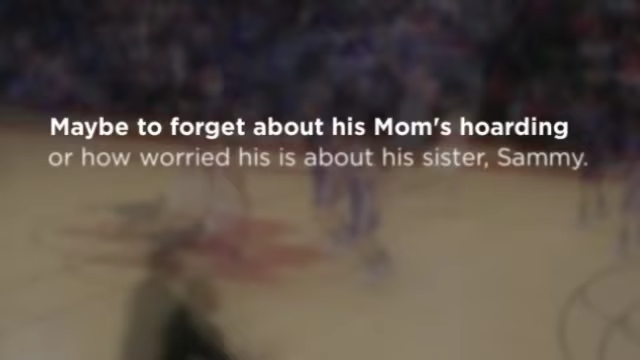 Maybe to forget about his Mom's hoarding
or how worried his is about his sister, Sammy.